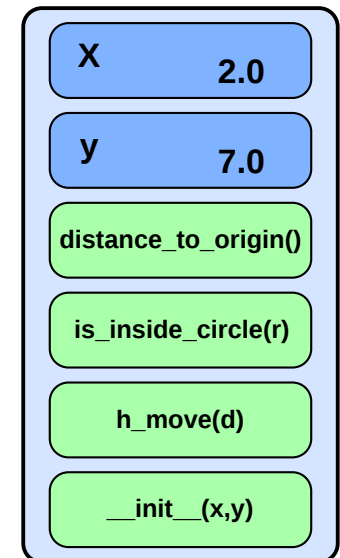 x 2.0
y 7.0
distance_to_origin()
is_inside_circle(r)
h_move(d)
__init__(x,y)